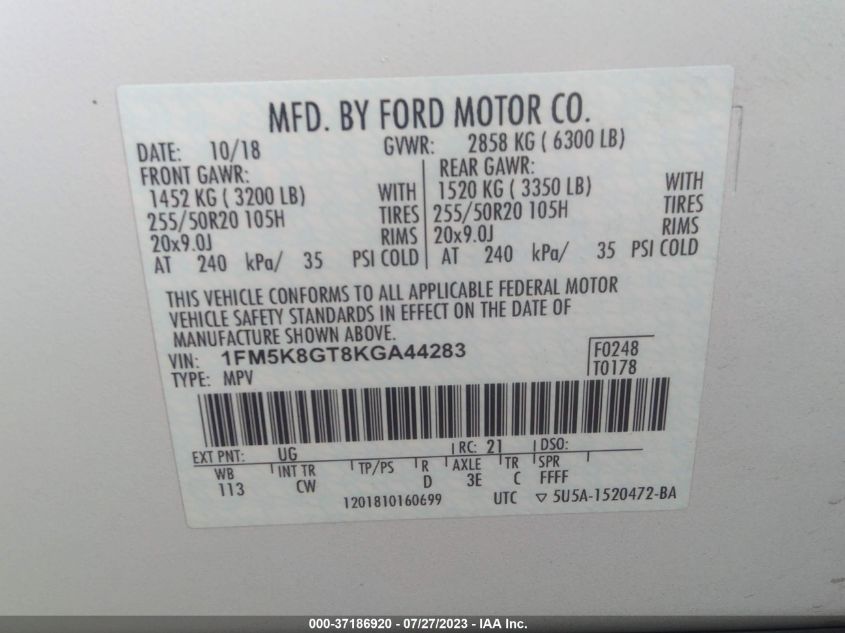 MFD. BY FORD MOTOR CO.
DATE: 10/18 GVWR: 2858 KG ( 6300 LB)
FRONT GAWR: REAR GAWR:
1452 KG ( 3200 LB) WITH 1520 KG ( 3350 LB) WITH
255/50R20 105H TIRES 255/50R20 105H TIRES
20x9.0J RIMS 20x9.0J RIMS
AT 240 kPa/ 35 PSI COLD AT 240 kPa/ 35 PSI COLD
THIS VEHICLE CONFORMS TO ALL APPLICABLE FEDERAL MOTOR
VEHICLE SAFETY STANDARDS IN EFFECT ON THE DATE OF
MANUFACTURE SHOWN ABOVE.
VIN: 1FM5K8GT8KGA44283 F0248
TYPE: MPV T0178
EXT PNT: UG RC: 21 DSO:
WB INT TR TP/PS R AXLE TR SPR
113 CW D 3E C FFFF
1201810160699 UTC ▽ 5U5A-1520472-BA
000-37186920 - 07/27/2023 - IAA Inc.